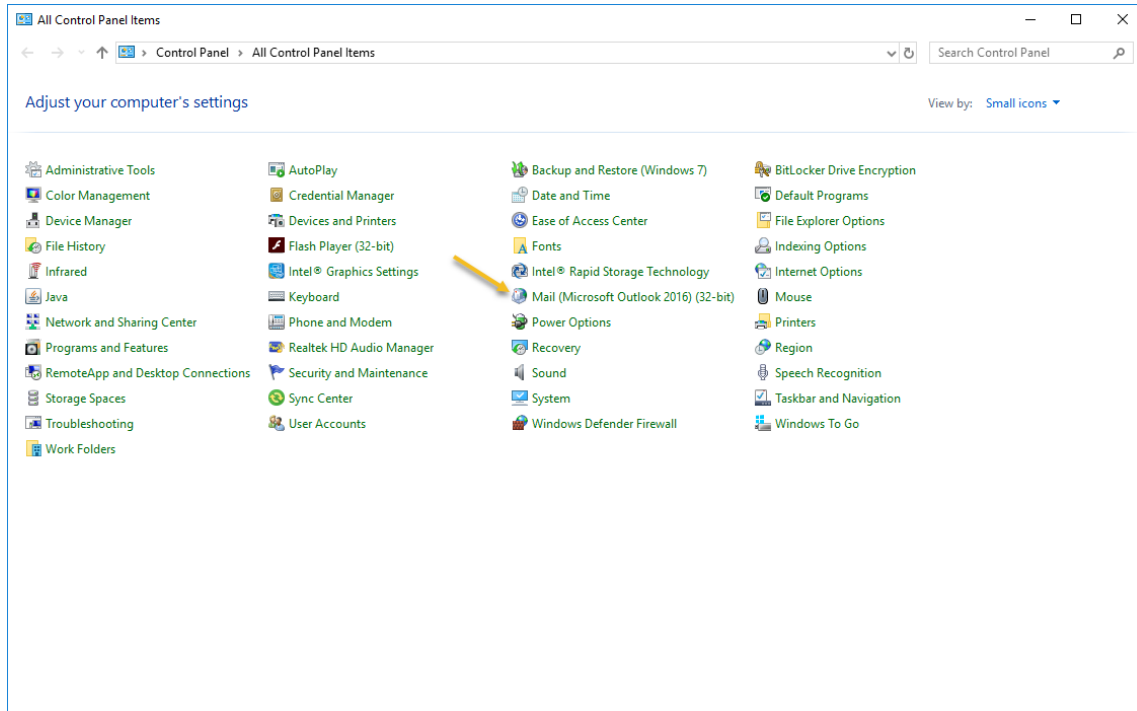 All Control Panel Items
Control Panel > All Control Panel Items
Search Control Panel
Adjust your computer's settings
View by: Small icons
Administrative Tools
AutoPlay
Backup and Restore (Windows 7)
BitLocker Drive Encryption
Color Management
Credential Manager
Date and Time
Default Programs
Device Manager
Devices and Printers
Ease of Access Center
File Explorer Options
File History
Flash Player (32-bit)
Fonts
Indexing Options
Infrared
Intel® Graphics Settings
Intel® Rapid Storage Technology
Internet Options
Java
Keyboard
Mail (Microsoft Outlook 2016) (32-bit)
Mouse
Network and Sharing Center
Phone and Modem
Power Options
Printers
Programs and Features
Realtek HD Audio Manager
Recovery
Region
RemoteApp and Desktop Connections
Security and Maintenance
Sound
Speech Recognition
Storage Spaces
Sync Center
System
Taskbar and Navigation
Troubleshooting
User Accounts
Windows Defender Firewall
Windows To Go
Work Folders